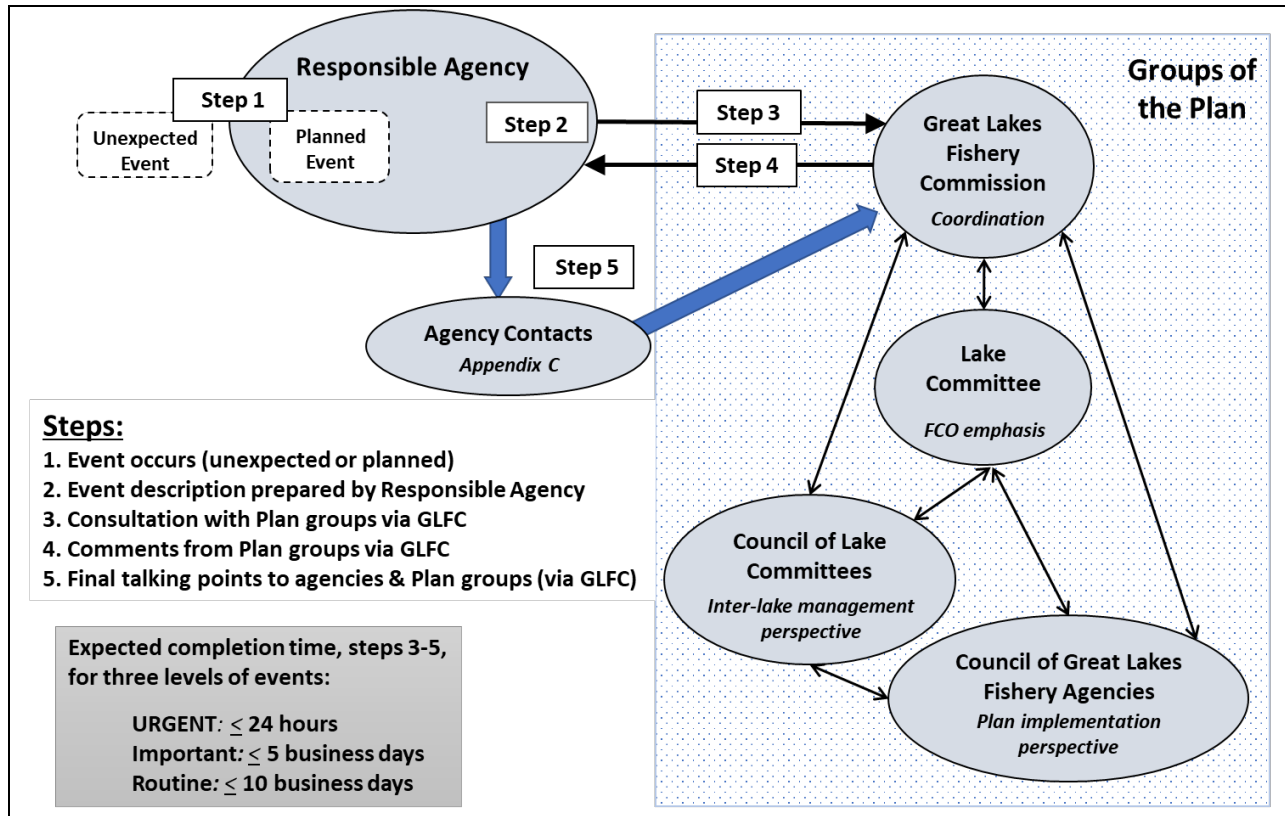 Responsible Agency
Step 1
Unexpected
Event
Planned
Event
Step 2
Step 3
Step 4
Step 5
Agency Contacts
Appendix C
Groups of
the Plan
Great Lakes
Fishery
Commission
Coordination
Lake
Committee
FCO emphasis
Council of Lake
Committees
Inter-lake management
perspective
Council of Great Lakes
Fishery Agencies
Plan implementation
perspective
Steps:
1. Event occurs (unexpected or planned)
2. Event description prepared by Responsible Agency
3. Consultation with Plan groups via GLFC
4. Comments from Plan groups via GLFC
5. Final talking points to agencies & Plan groups (via GLFC)
Expected completion time, steps 3-5,
for three levels of events:
URGENT: ≤ 24 hours
Important: ≤ 5 business days
Routine: ≤ 10 business days